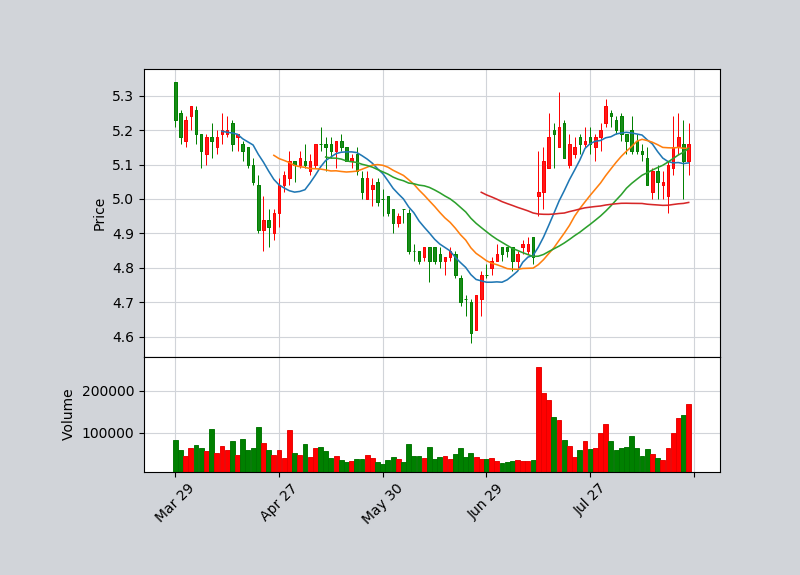 5.3
5.2
5.1
5.0
4.9
4.8
4.7
4.6
Price
200000
100000
Volume
Mar 29
Apr 27
May 30
Jun 29
Jul 27